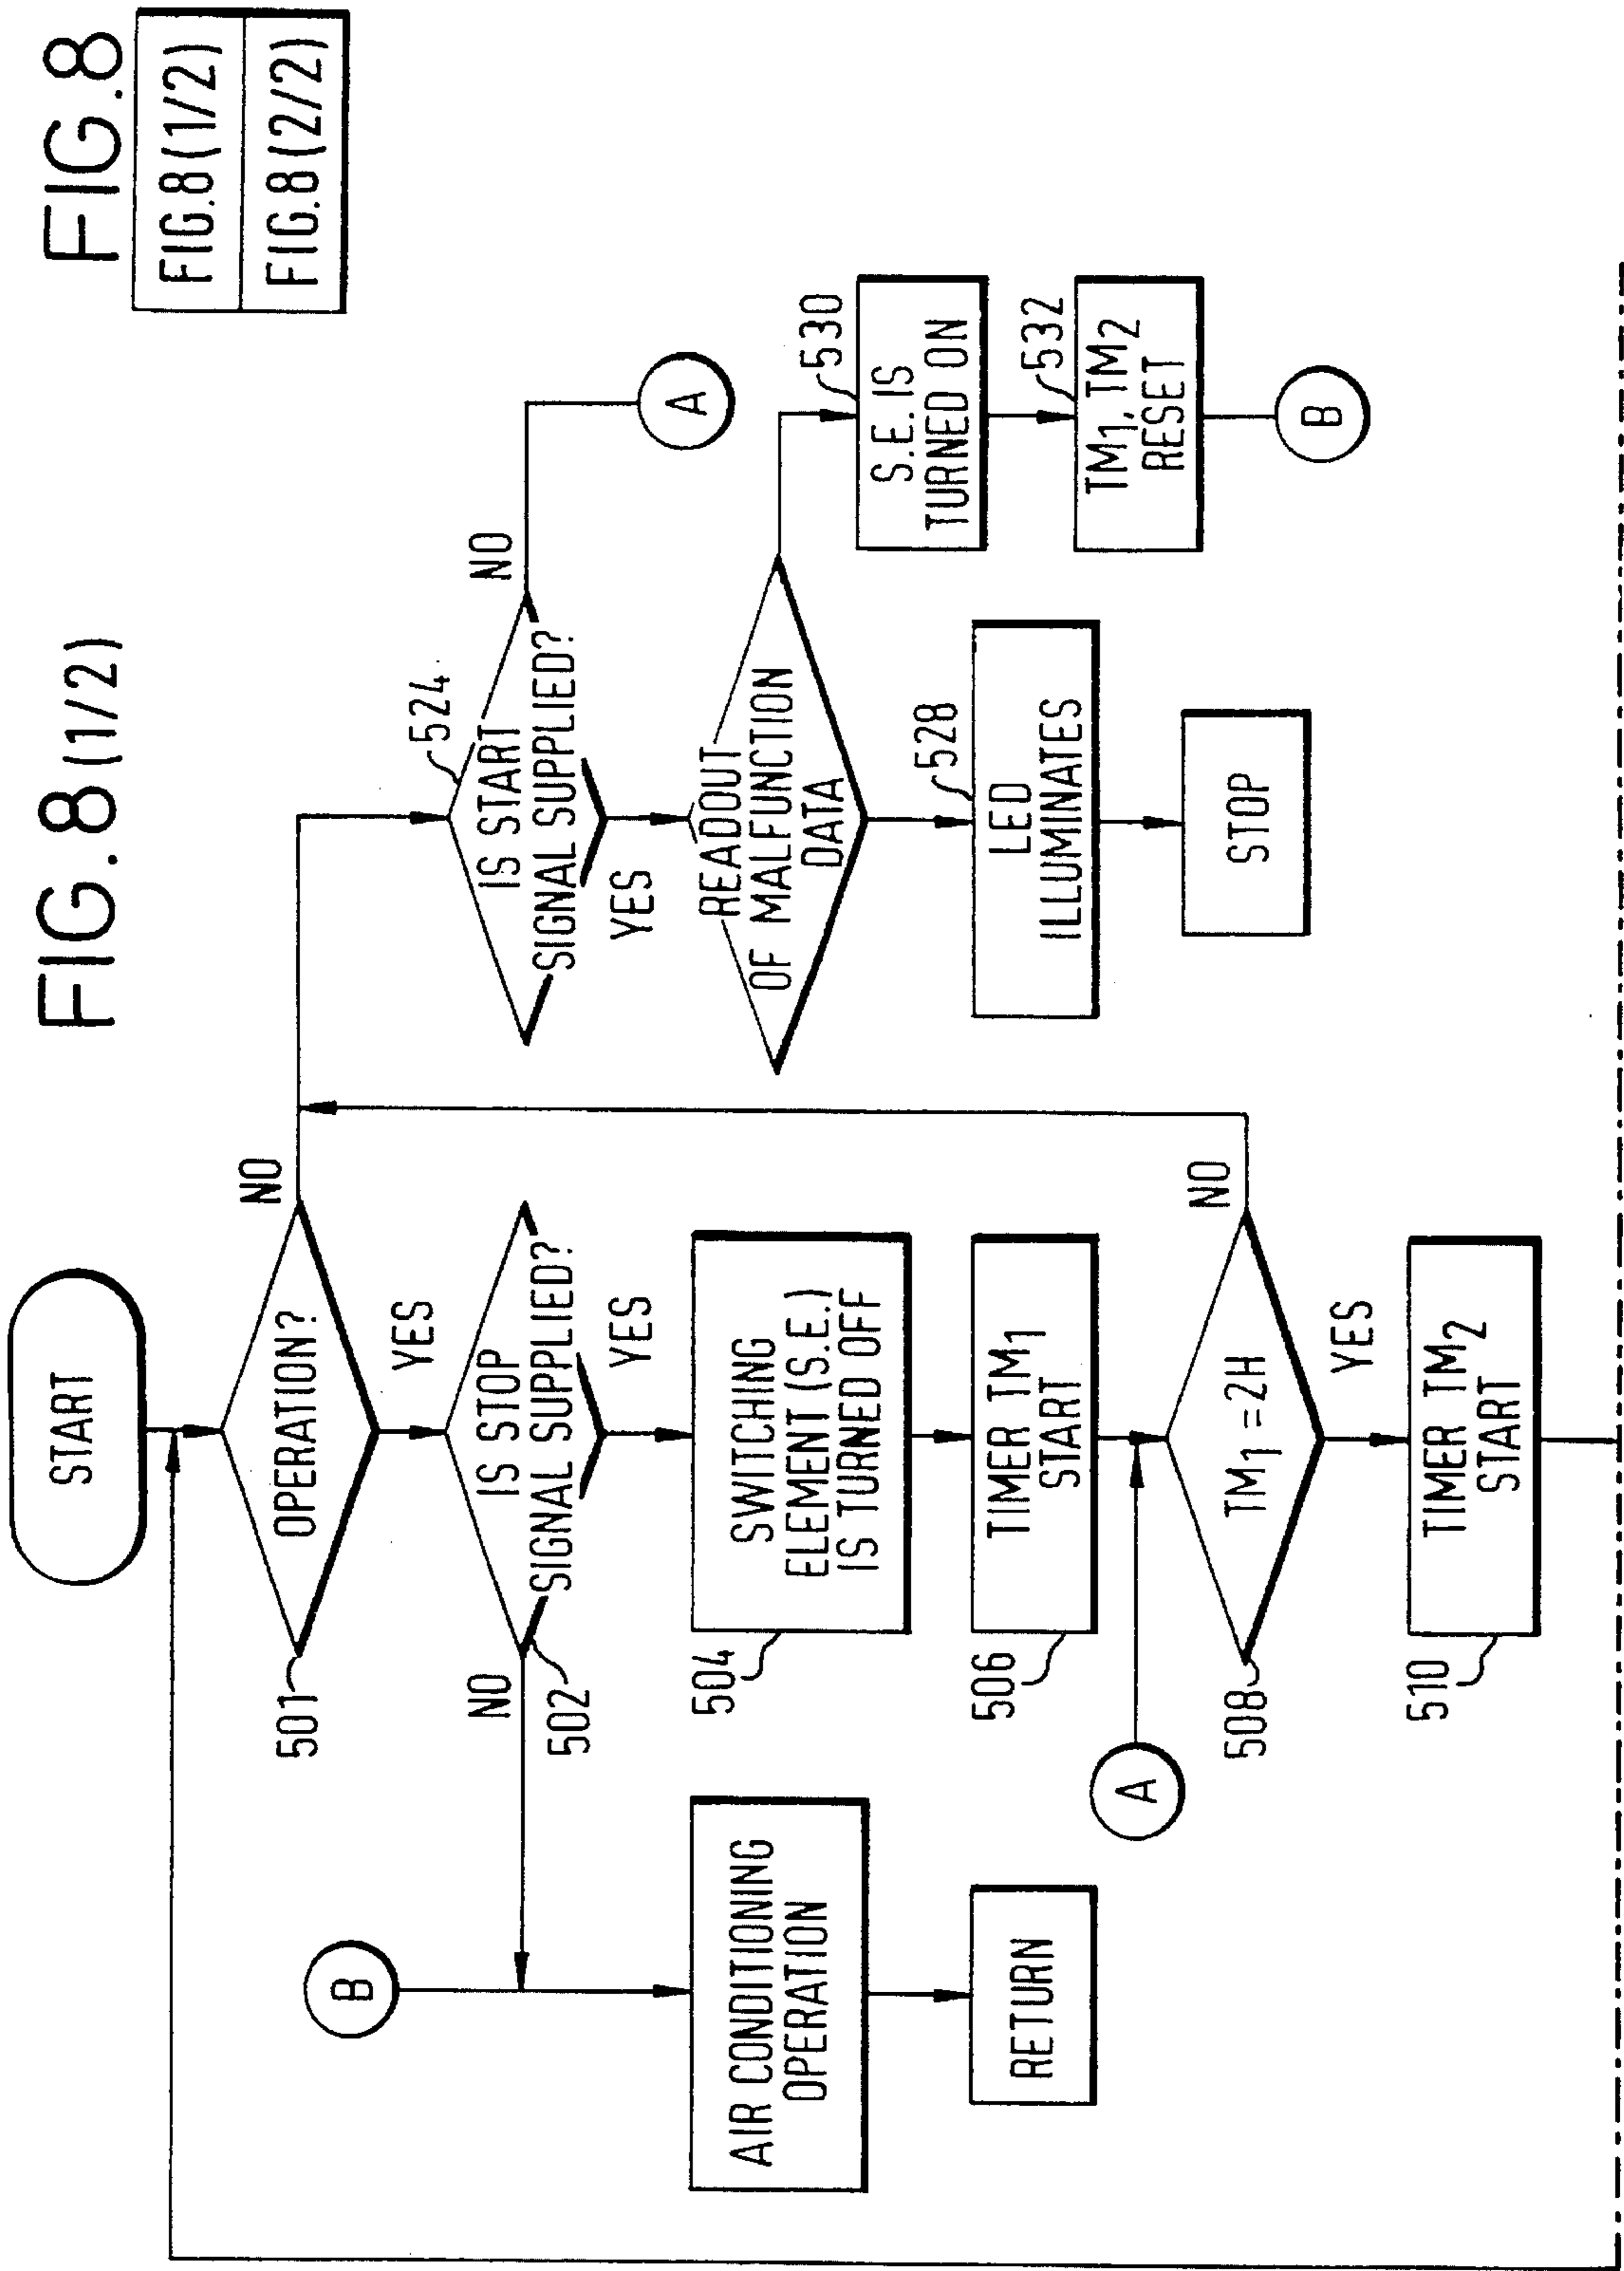 FIG.8 (1/2)
FIG.8
FIG.8 (1/2)
FIG.8 (2/2)
START
501
OPERATION?
NO
YES
502
IS STOP
SIGNAL SUPPLIED?
NO
YES
B
AIR CONDITIONING
OPERATION
RETURN
504
SWITCHING
ELEMENT (S.E.)
IS TURNED OFF
506
TIMER TM1
START
A
508
TM1 = 2H
NO
YES
510
TIMER TM2
START
524
IS START
SIGNAL SUPPLIED?
NO
A
YES
READOUT
OF MALFUNCTION
DATA
528
LED
ILLUMINATES
STOP
530
S.E. IS
TURNED ON
532
TM1, TM2
RESET
B